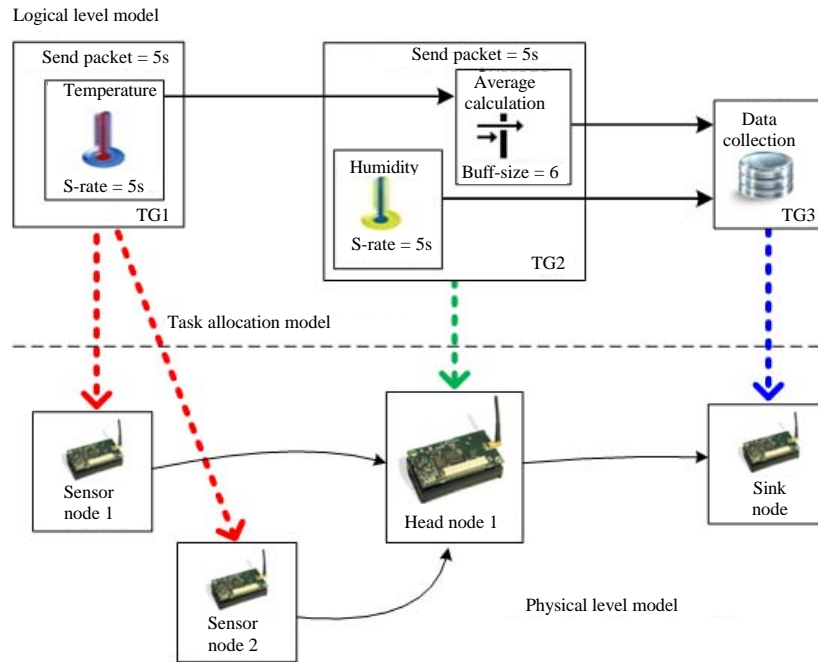 Logical level model
Send packet = 5s
Temperature
S-rate = 5s
TG1
Send packet = 5s
Average
calculation
Buff-size = 6
Humidity
S-rate = 5s
TG2
Data
collection
TG3
Task allocation model
Sensor
node 1
Head node 1
Sink
node
Sensor
node 2
Physical level model